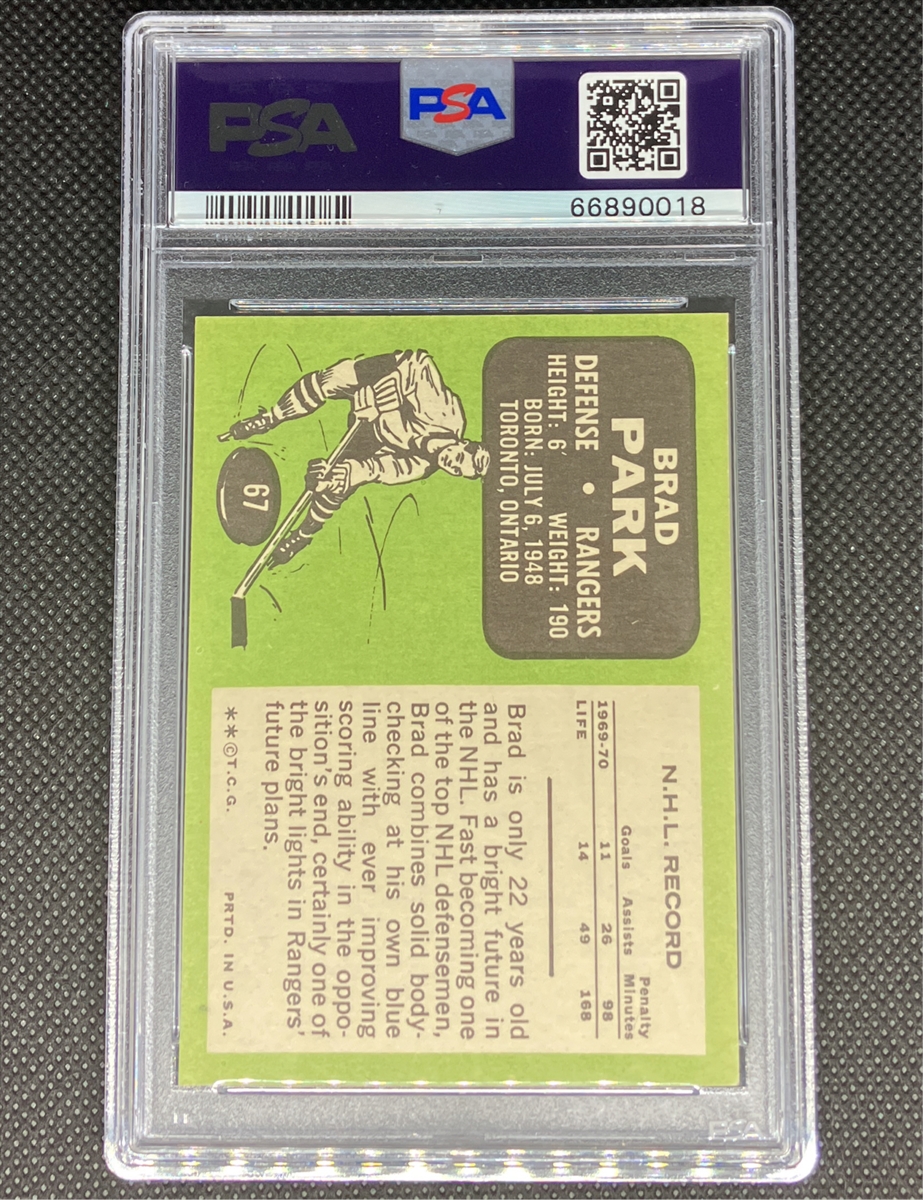 PSA
PSA
66890018
BRAD
PARK
DEFENSE • RANGERS
HEIGHT: 6' WEIGHT: 190
BORN: JULY 6, 1948
TORONTO, ONTARIO
67
N.H.L. RECORD
Goals Assists Penalty Minutes
1969-70 11 26 98
LIFE 14 49 168
Brad is only 22 years old
and has a bright future in
the NHL. Fast becoming one
of the top NHL defensemen,
Brad combines solid body-
checking at his own blue
line with ever improving
scoring ability in the oppo-
sition's end, certainly one of
the bright lights in Rangers'
future plans.
**©T.C.G. PRTD. IN U.S.A.
PSA